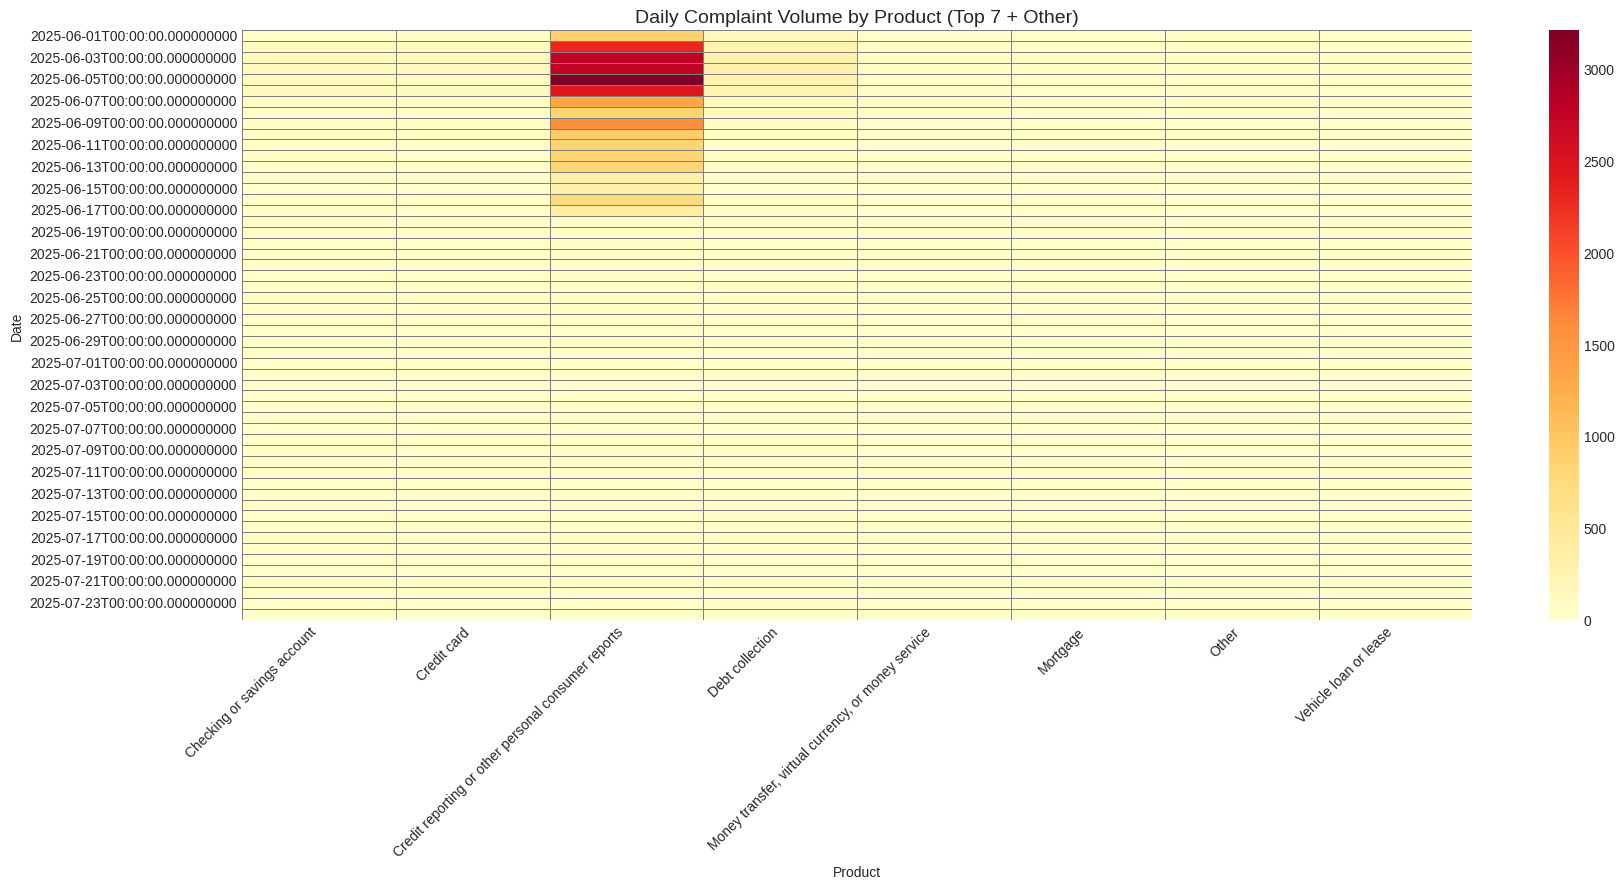 Daily Complaint Volume by Product (Top 7 + Other)
2025-06-01T00:00:00.000000000
2025-06-03T00:00:00.000000000
2025-06-05T00:00:00.000000000
2025-06-07T00:00:00.000000000
2025-06-09T00:00:00.000000000
2025-06-11T00:00:00.000000000
2025-06-13T00:00:00.000000000
2025-06-15T00:00:00.000000000
2025-06-17T00:00:00.000000000
2025-06-19T00:00:00.000000000
2025-06-21T00:00:00.000000000
2025-06-23T00:00:00.000000000
2025-06-25T00:00:00.000000000
2025-06-27T00:00:00.000000000
2025-06-29T00:00:00.000000000
2025-07-01T00:00:00.000000000
2025-07-03T00:00:00.000000000
2025-07-05T00:00:00.000000000
2025-07-07T00:00:00.000000000
2025-07-09T00:00:00.000000000
2025-07-11T00:00:00.000000000
2025-07-13T00:00:00.000000000
2025-07-15T00:00:00.000000000
2025-07-17T00:00:00.000000000
2025-07-19T00:00:00.000000000
2025-07-21T00:00:00.000000000
2025-07-23T00:00:00.000000000
Date
3000
2500
2000
1500
1000
500
0
Checking or savings account
Credit card
Credit reporting or other personal consumer reports
Debt collection
Money transfer, virtual currency, or money service
Mortgage
Other
Vehicle loan or lease
Product